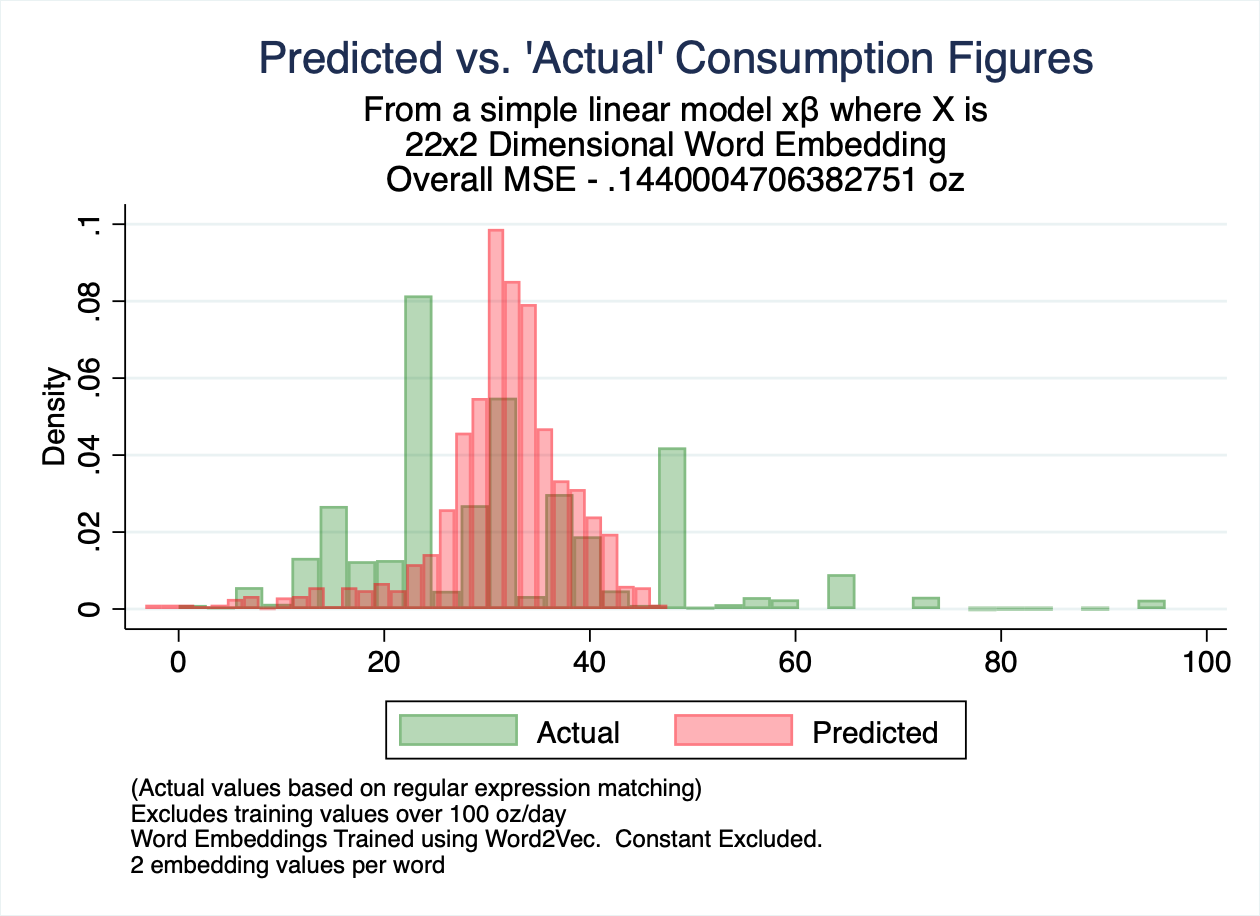 Predicted vs. 'Actual' Consumption Figures
From a simple linear model xβ where X is
22x2 Dimensional Word Embedding
Overall MSE - .1440004706382751 oz
Density
.1
.08
.06
.04
.02
0
0 20 40 60 80 100
Actual Predicted
(Actual values based on regular expression matching)
Excludes training values over 100 oz/day
Word Embeddings Trained using Word2Vec.  Constant Excluded.
2 embedding values per word